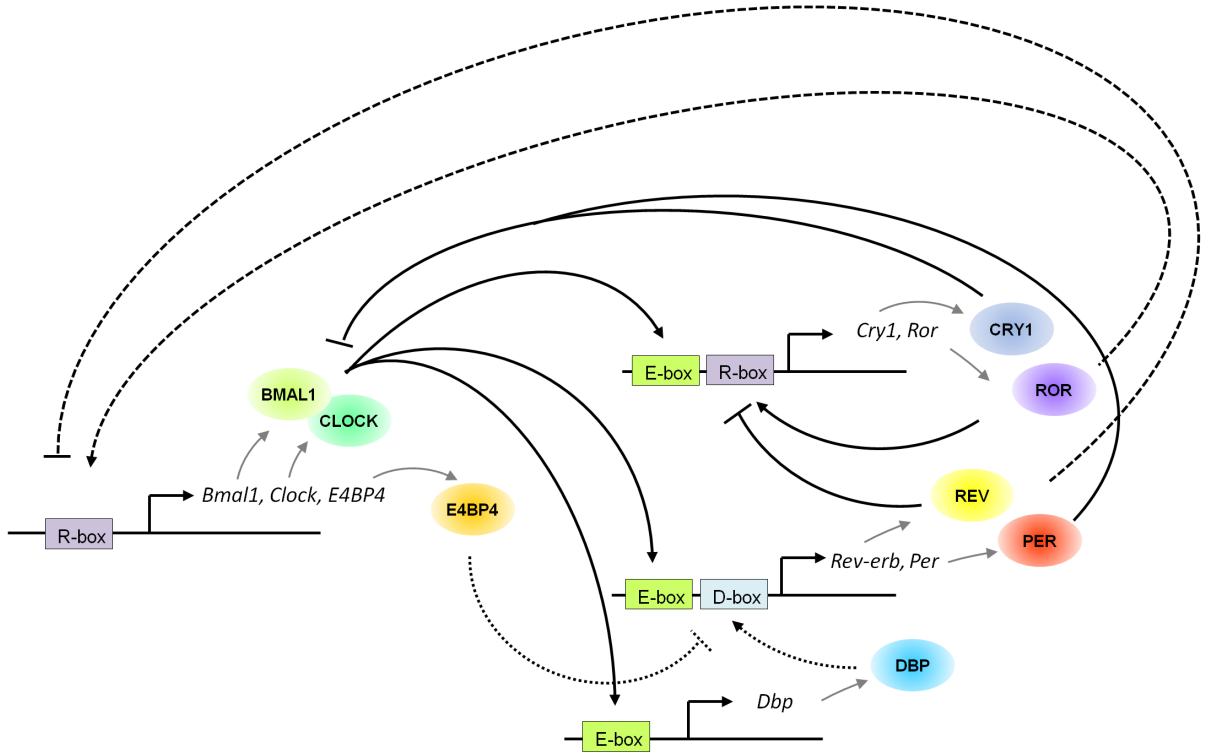 Cry1, Ror
CRY1
E-box
R-box
ROR
BMAL1
CLOCK
Bmal1, Clock, E4BP4
REV
E4BP4
R-box
PER
Rev-erb, Per
E-box
D-box
DBP
Dbp
E-box